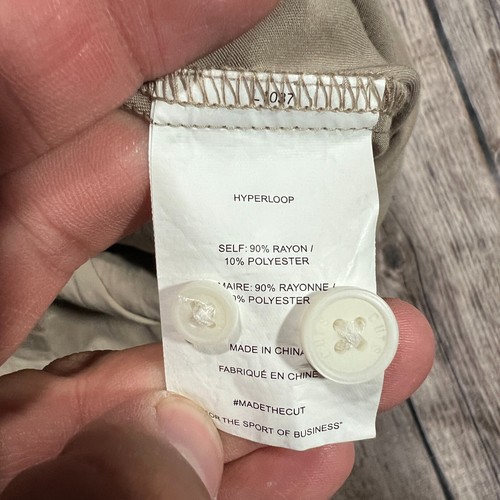 HYPERLOOP
SELF: 90% RAYON /
10% POLYESTER
MAIRE: 90% RAYONNE /
0% POLYESTER
MADE IN CHINA
FABRIQUÉ EN CHINE
#MADETHECUT
FOR THE SPORT OF BUSINESS"